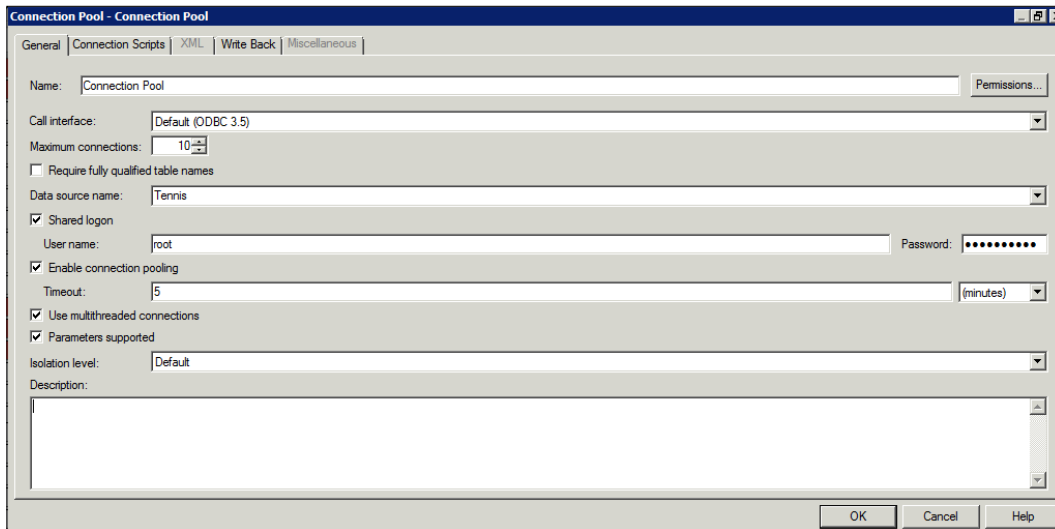 Connection Pool - Connection Pool
General Connection Scripts XML Write Back Miscellaneous
Name: Connection Pool Permissions...
Call interface: Default (ODBC 3.5)
Maximum connections: 10
Require fully qualified table names
Data source name: Tennis
Shared logon
User name: root Password: ●●●●●●●●●●
Enable connection pooling
Timeout: 5 (minutes)
Use multithreaded connections
Parameters supported
Isolation level: Default
Description:
OK Cancel Help